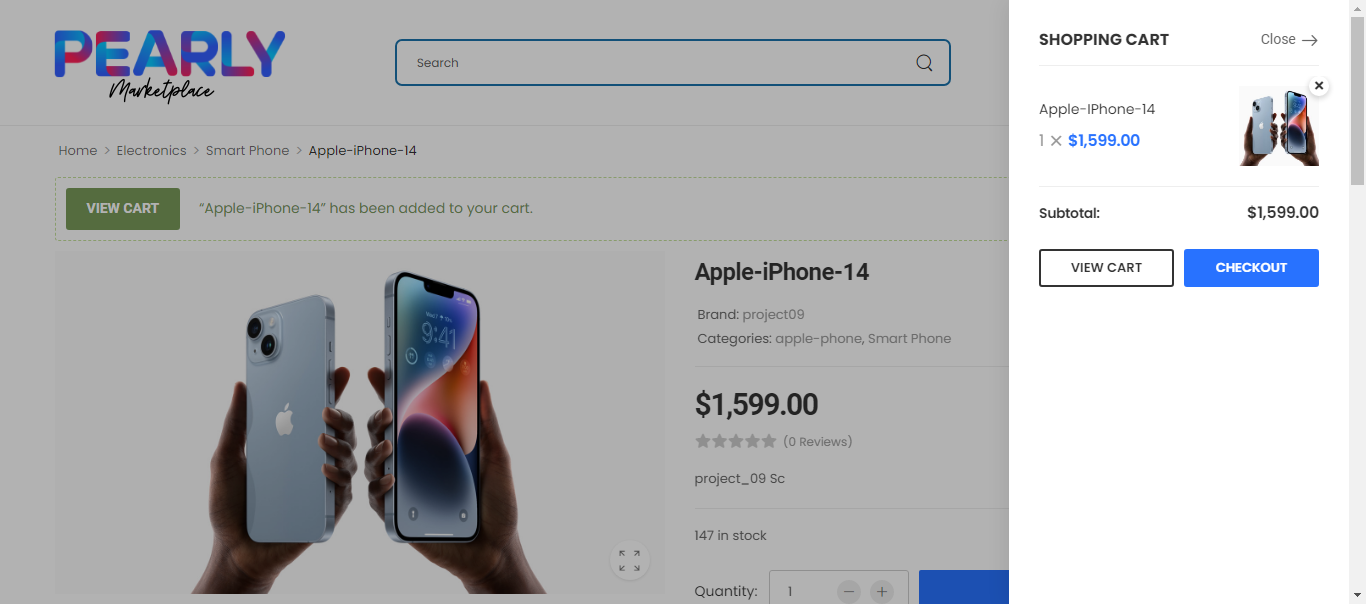 PEARLY
Marketplace
Search
Home > Electronics > Smart Phone > Apple-iPhone-14
VIEW CART “Apple-iPhone-14” has been added to your cart.
Apple-iPhone-14
Brand: project09
Categories: apple-phone, Smart Phone
$1,599.00
(0 Reviews)
project_09 Sc
147 in stock
Quantity: 1 − +
9:41
SHOPPING CART Close →
Apple-IPhone-14
1 × $1,599.00
Subtotal: $1,599.00
VIEW CART CHECKOUT